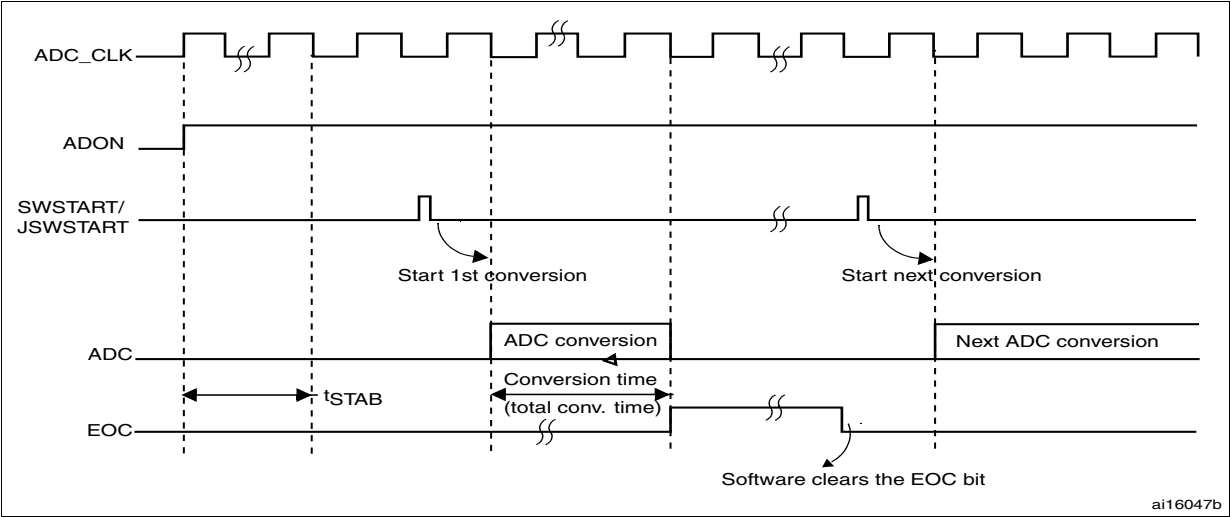 ADC_CLK
ADON
SWSTART/
JSWSTART
Start 1st conversion
Start next conversion
ADC
ADC conversion
Next ADC conversion
tSTAB
Conversion time
(total conv. time)
EOC
Software clears the EOC bit
ai16047b